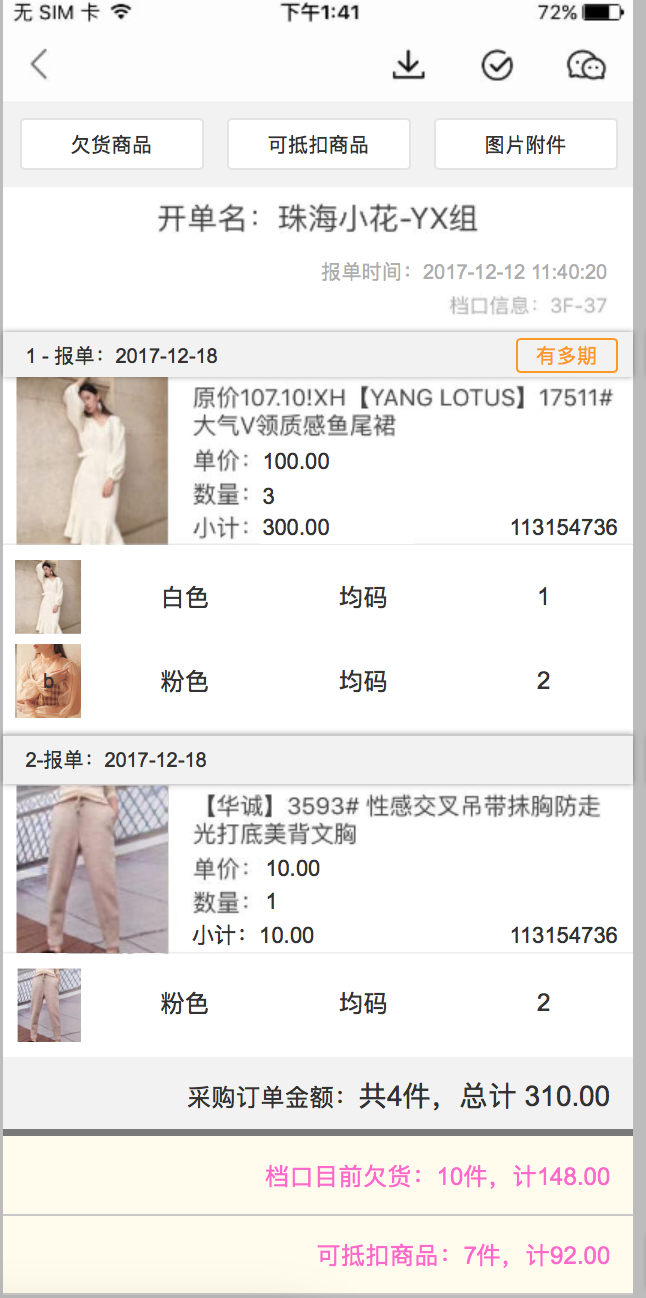 无 SIM 卡 下午1:41 72%
欠货商品 可抵扣商品 图片附件
开单名：珠海小花-YX组
报单时间：2017-12-12 11:40:20
档口信息：3F-37
1 - 报单：2017-12-18 有多期
原价107.10!XH【YANG LOTUS】17511#
大气V领质感鱼尾裙
单价：100.00
数量：3
小计：300.00 113154736
白色 均码 1
b 粉色 均码 2
2-报单：2017-12-18
【华诚】3593# 性感交叉吊带抹胸防走
光打底美背文胸
单价：10.00
数量：1
小计：10.00 113154736
粉色 均码 2
采购订单金额：共4件，总计 310.00
档口目前欠货：10件，计148.00
可抵扣商品：7件，计92.00